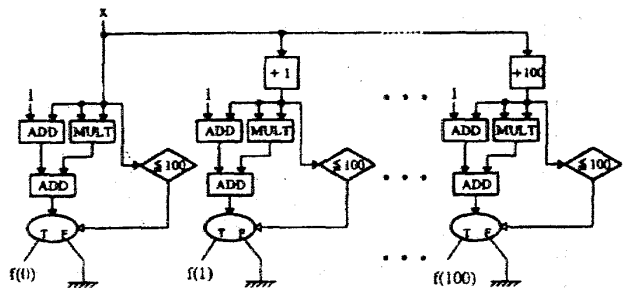 x
+ 1
+100
1
1
1
ADD MULT
ADD MULT
ADD MULT
≦ 100
≦ 100
≦ 100
ADD
ADD
ADD
T F
T F
T F
f(0)
f(1)
f(100)